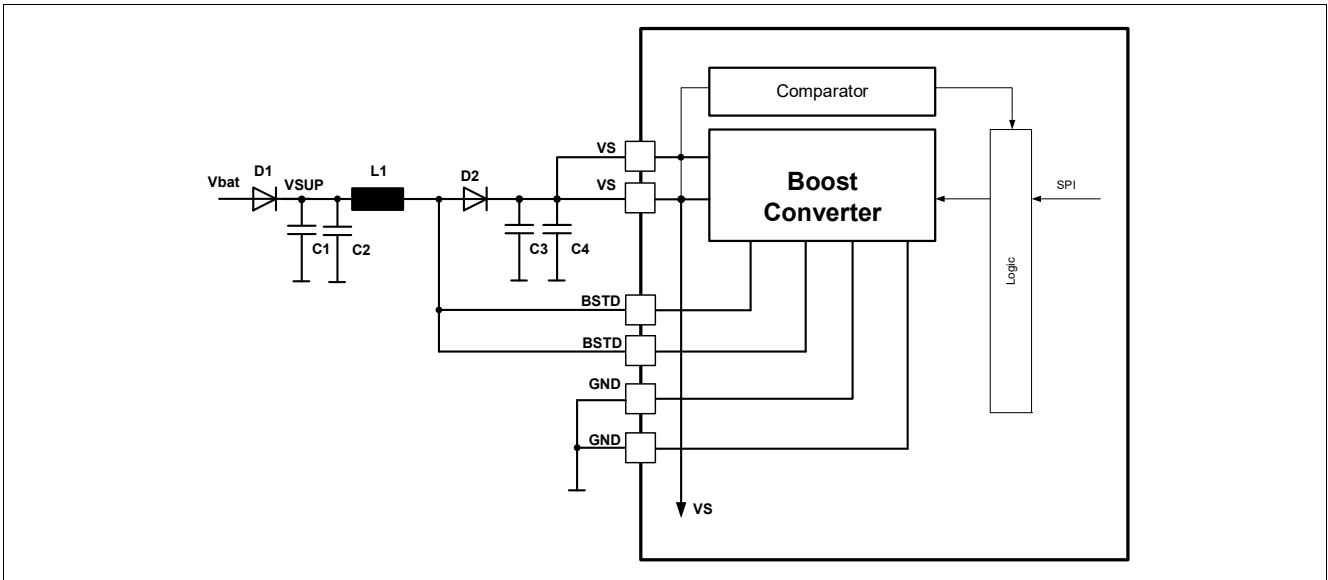 Comparator
VS
D1
L1
D2
VS
Vbat
VSUP
Boost
Converter
SPI
C1
C2
C3
C4
Logic
BSTD
BSTD
GND
GND
VS